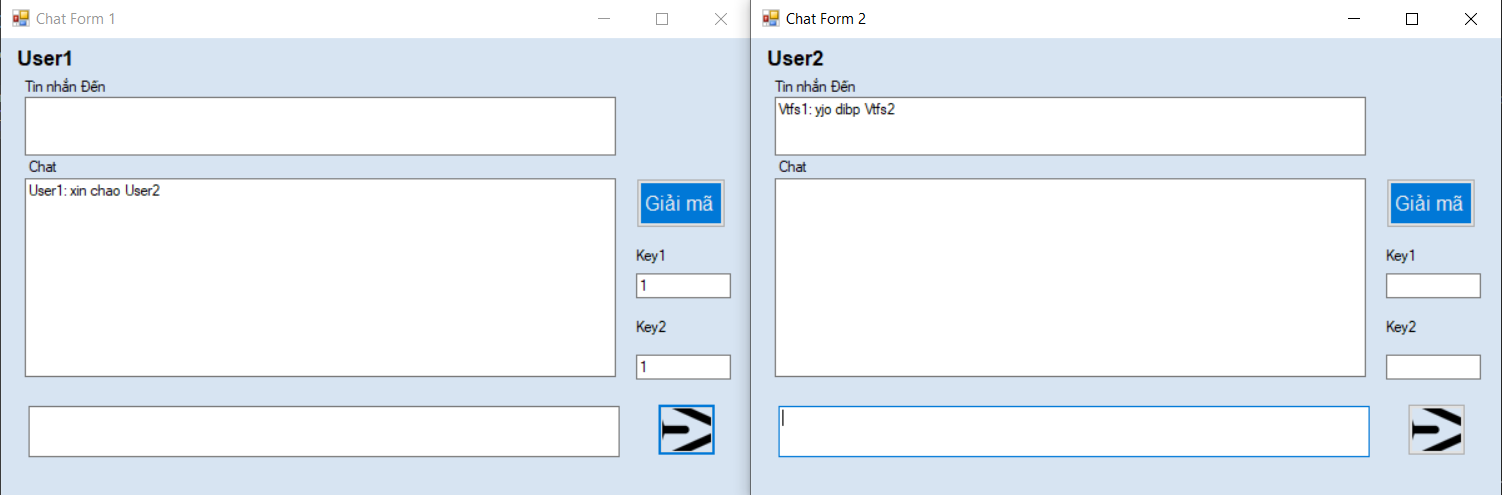 Chat Form 1
User1
Tin nhắn Đến
Chat
User1: xin chao User2
Giải mã
Key1
1
Key2
1
Chat Form 2
User2
Tin nhắn Đến
Vtfs1: yjo dibp Vtfs2
Chat
Giải mã
Key1
Key2